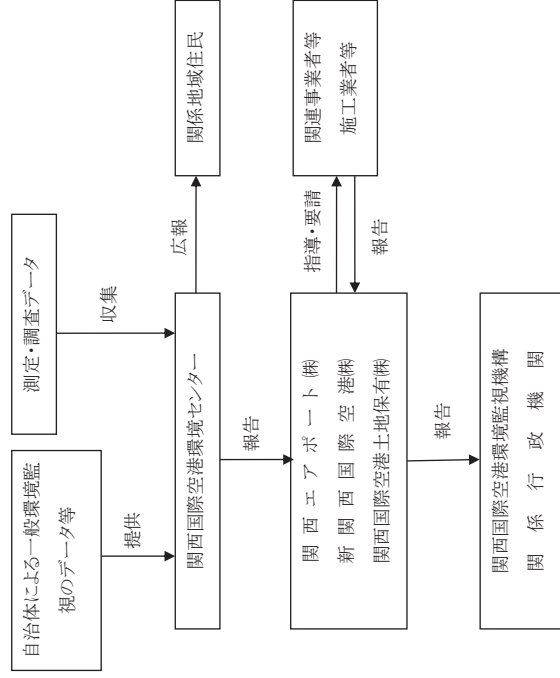 自治体による一般環境監
視のデータ等
測定・調査データ
提供
収集
関西国際空港環境センター
広報
関係地域住民
報告
関西エアポート㈱
新関西国際空港㈱
関西国際空港土地保有㈱
指導・要請
報告
関連事業者等
施工業者等
報告
関西国際空港環境監視機構
関係行政機関